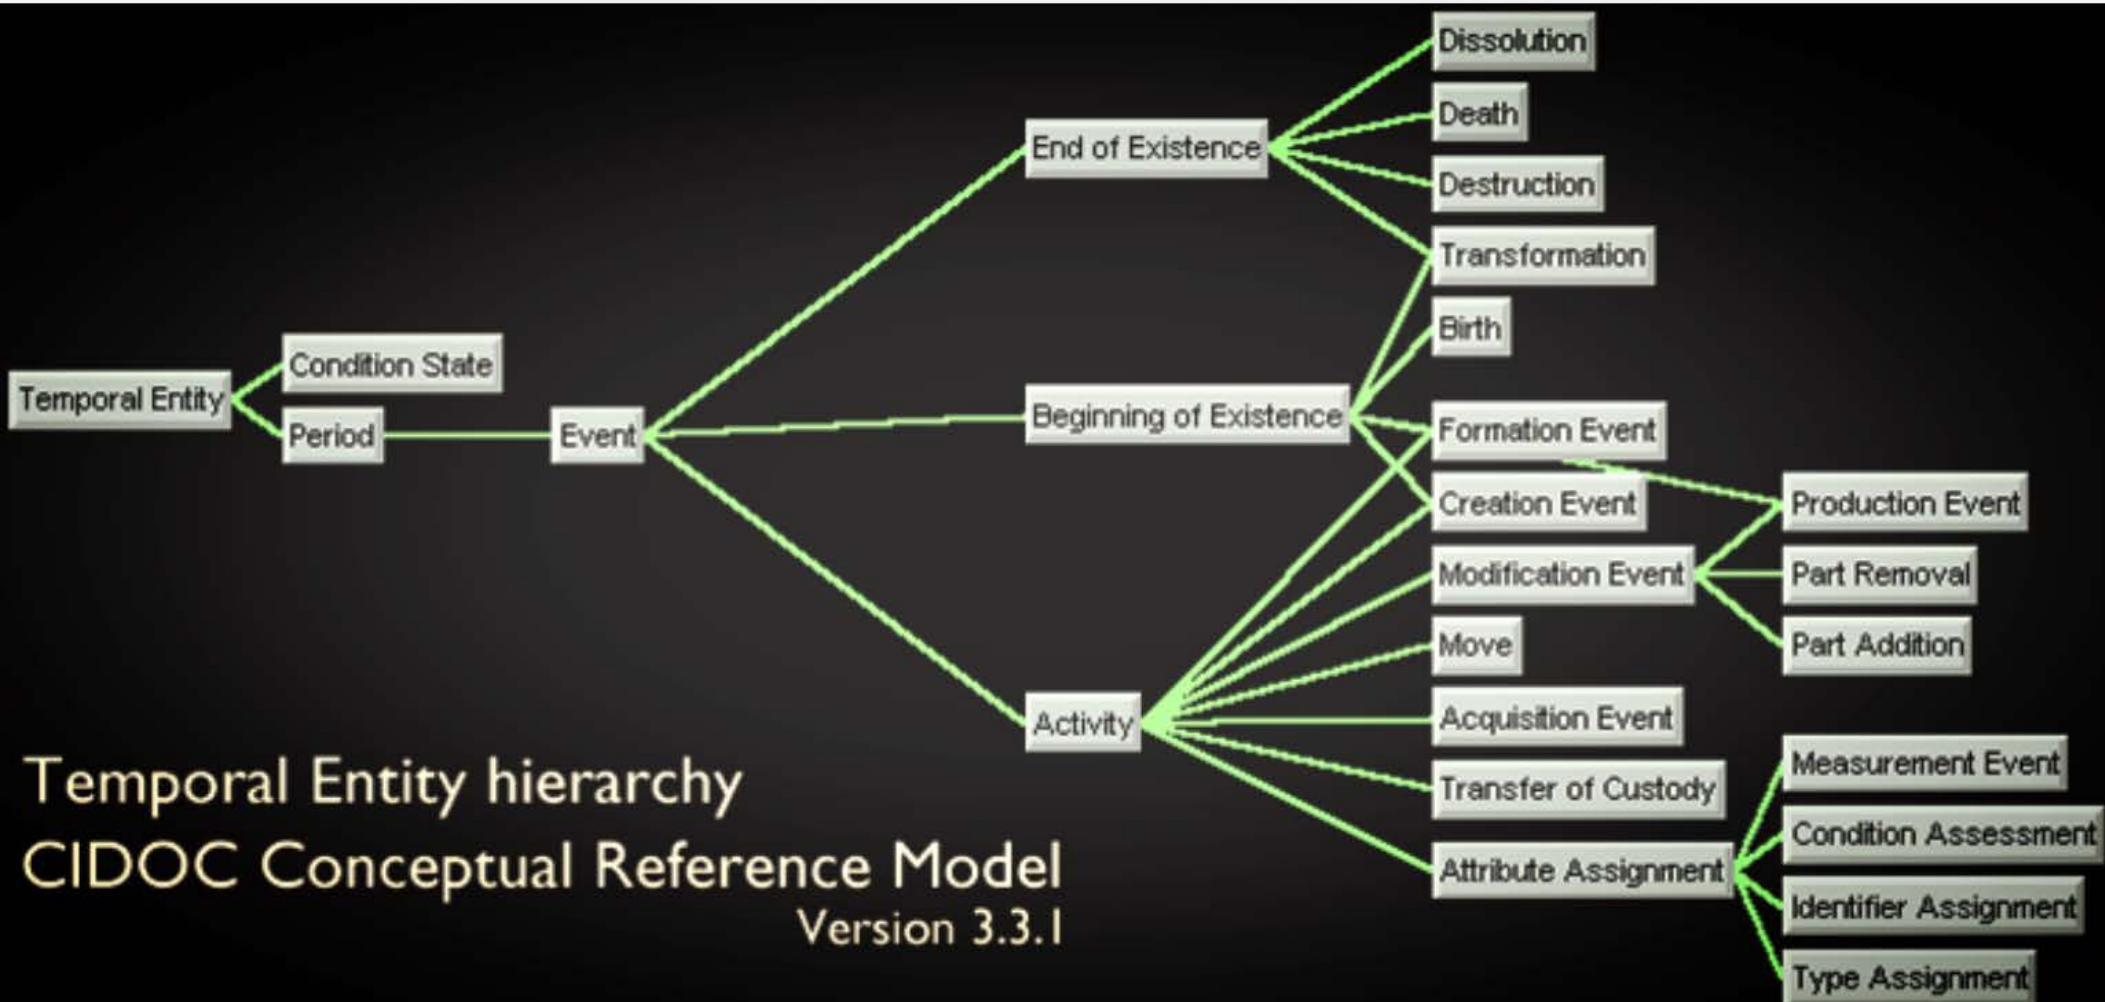 Dissolution
Death
End of Existence
Destruction
Transformation
Birth
Condition State
Temporal Entity
Period
Event
Beginning of Existence
Formation Event
Creation Event
Production Event
Modification Event
Part Removal
Move
Part Addition
Activity
Acquisition Event
Transfer of Custody
Measurement Event
Attribute Assignment
Condition Assessment
Identifier Assignment
Type Assignment
Temporal Entity hierarchy
CIDOC Conceptual Reference Model
Version 3.3.1